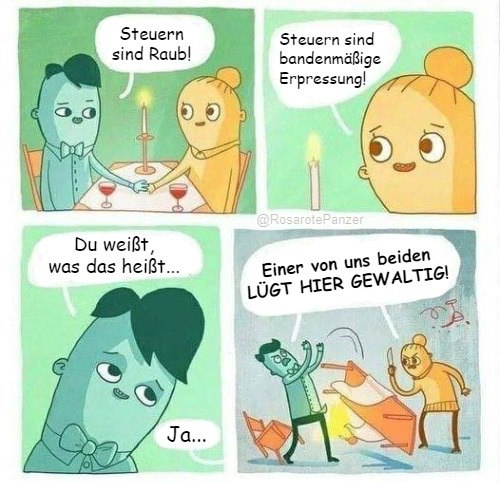 Steuern
sind Raub!
Steuern sind
bandenmäßige
Erpressung!
@RosarotePanzer
Du weißt,
was das heißt...
Ja...
Einer von uns beiden
LÜGT HIER GEWALTIG!